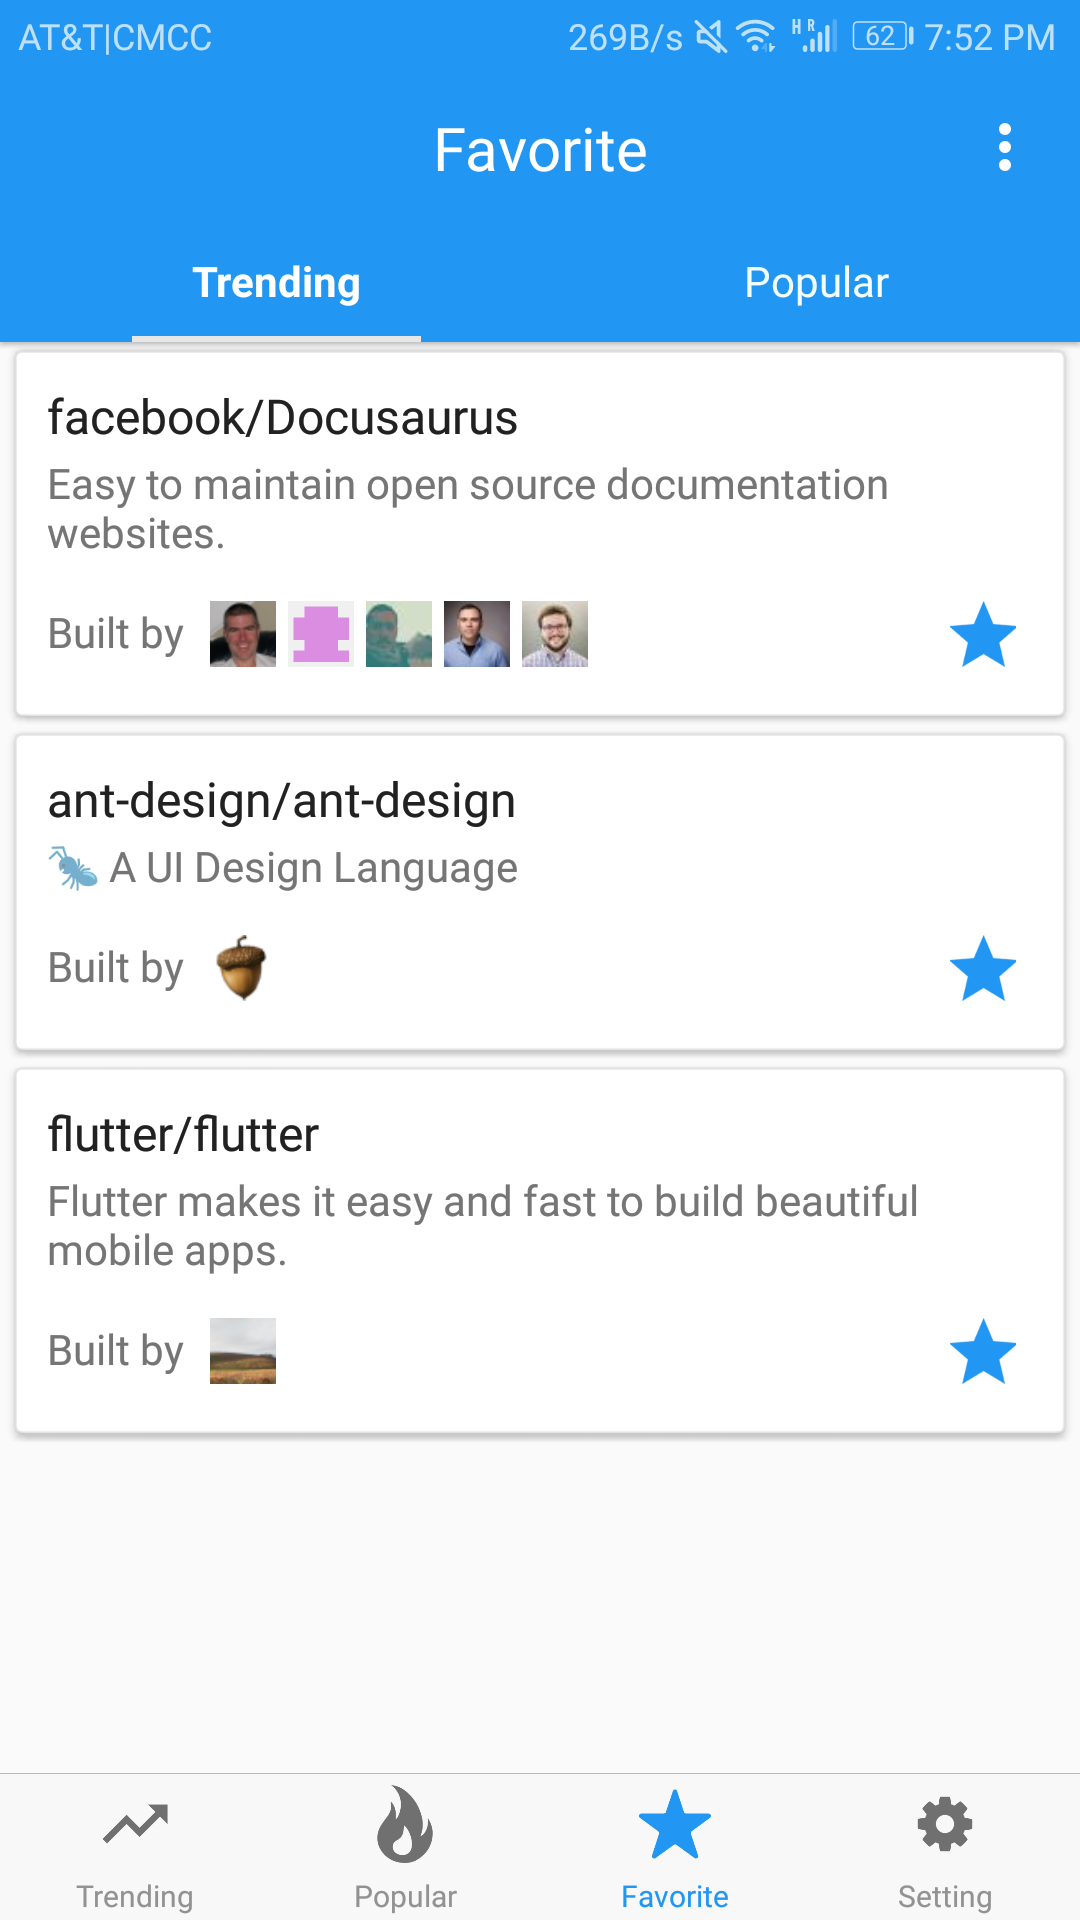 AT&T|CMCC 269B/s H R 62 7:52 PM
Favorite
Trending Popular
facebook/Docusaurus
Easy to maintain open source documentation
websites.
Built by
ant-design/ant-design
🐜 A UI Design Language
Built by
flutter/flutter
Flutter makes it easy and fast to build beautiful
mobile apps.
Built by
Trending Popular Favorite Setting